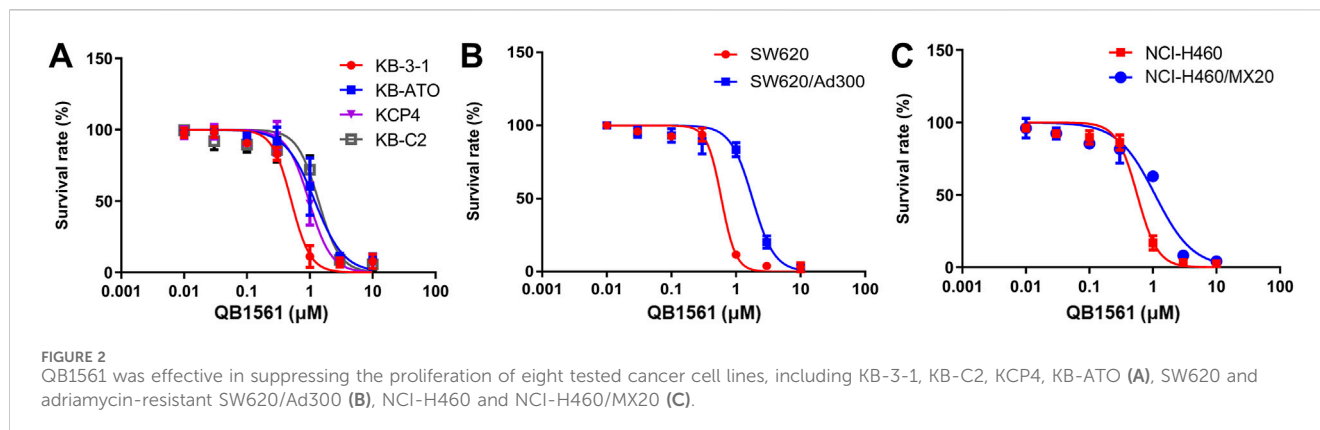 A
150
100
50
0
Survival rate (%)
0.001
0.01
0.1
1
10
100
QB1561 (μM)
KB-3-1
KB-ATO
KCP4
KB-C2
B
150
100
50
0
Survival rate (%)
0.001
0.01
0.1
1
10
100
QB1561 (μM)
SW620
SW620/Ad300
C
150
100
50
0
Survival rate (%)
0.001
0.01
0.1
1
10
100
QB1561 (μM)
NCI-H460
NCI-H460/MX20
FIGURE 2
QB1561 was effective in suppressing the proliferation of eight tested cancer cell lines, including KB-3-1, KB-C2, KCP4, KB-ATO (A), SW620 and
adriamycin-resistant SW620/Ad300 (B), NCI-H460 and NCI-H460/MX20 (C).